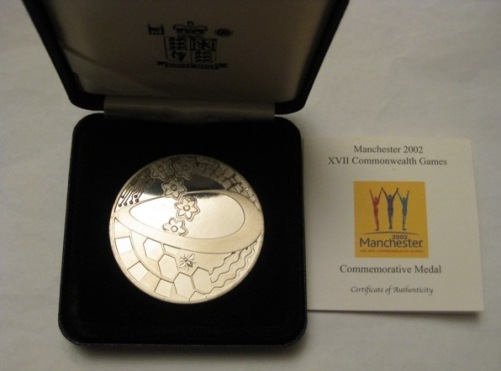 Manchester 2002
XVII Commonwealth Games
2002
Manchester
Commemorative Medal
Certificate of Authenticity